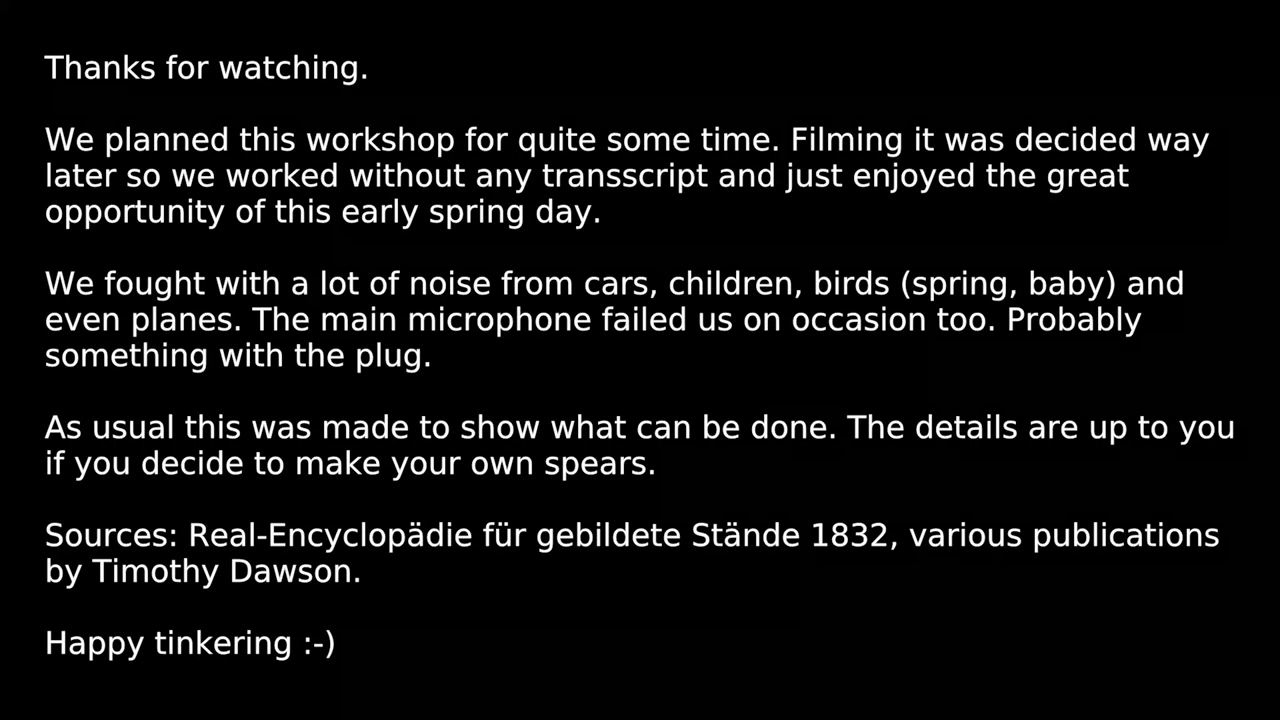 Thanks for watching.
We planned this workshop for quite some time. Filming it was decided way
later so we worked without any transscript and just enjoyed the great
opportunity of this early spring day.
We fought with a lot of noise from cars, children, birds (spring, baby) and
even planes. The main microphone failed us on occasion too. Probably
something with the plug.
As usual this was made to show what can be done. The details are up to you
if you decide to make your own spears.
Sources: Real-Encyclopädie für gebildete Stände 1832, various publications
by Timothy Dawson.
Happy tinkering :-)